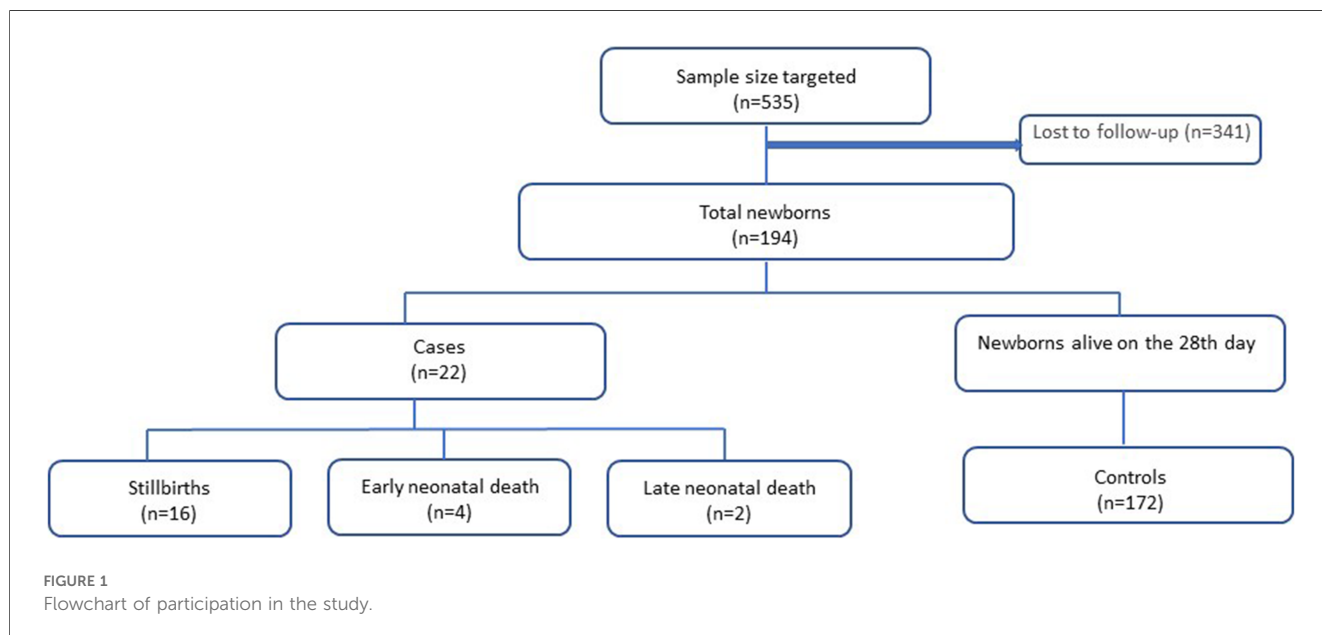 Sample size targeted
(n=535)
Lost to follow-up (n=341)
Total newborns
(n=194)
Cases
(n=22)
Newborns alive on the 28th day
Stillbirths
(n=16)
Early neonatal death
(n=4)
Late neonatal death
(n=2)
Controls
(n=172)
FIGURE 1
Flowchart of participation in the study.